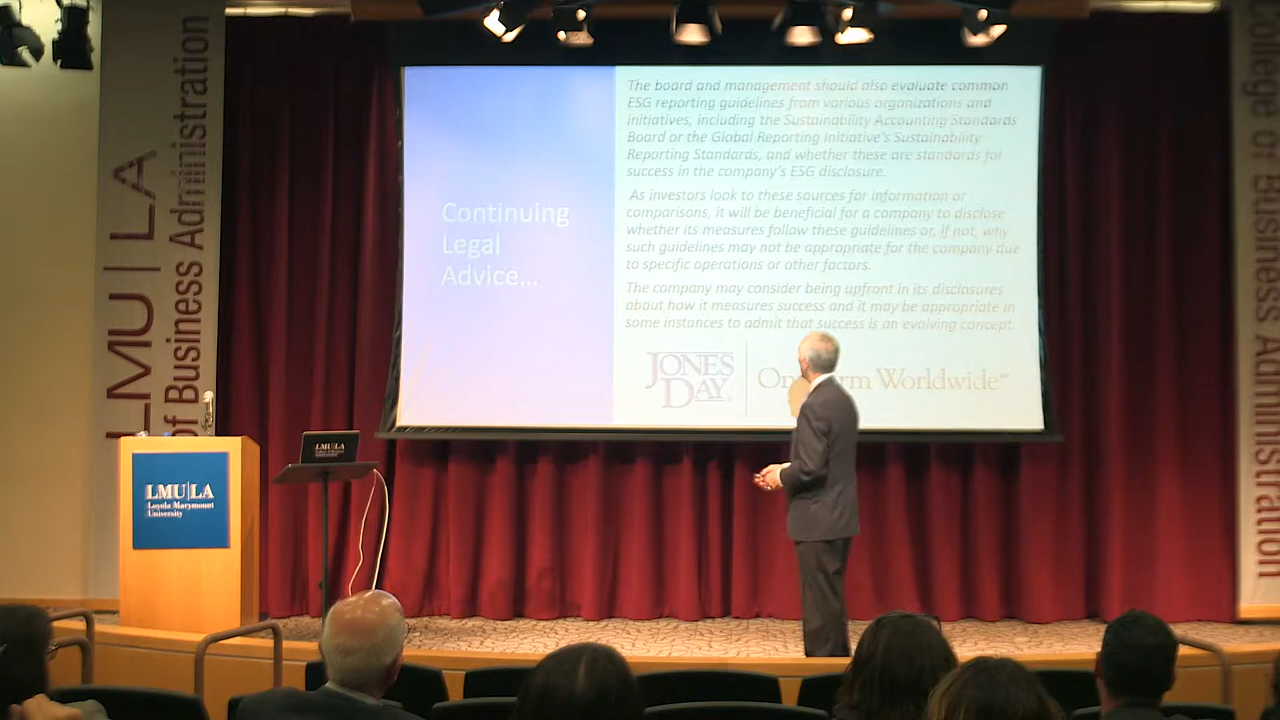 LMU|LA
of Business Administration
Continuing
Legal
Advice...
The board and management should also evaluate common
ESG reporting guidelines from various organizations and
initiatives, including the Sustainability Accounting Standards
Board or the Global Reporting Initiative's Sustainability
Reporting Standards, and whether these are standards for
success in the company's ESG disclosure.
As investors look to these sources for information or
comparisons, it will be beneficial for a company to disclose
whether its measures follow these guidelines or, if not, why
such guidelines may not be appropriate for the company due
to specific operations or other factors.
The company may consider being upfront in its disclosures
about how it measures success and it may be appropriate in
some instances to admit that success is an evolving concept.
JONES
DAY
Worldwide
College of Business Administration
LMU|LA
Loyola Marymount
University
LMU|LA